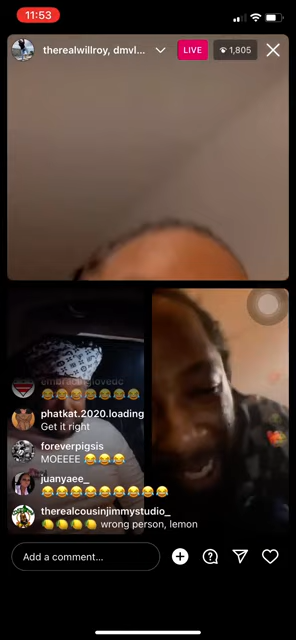 11:53
therealwillroy, dmvl...
LIVE
1,805
embrace_lovedc
😂😂😂😂😂😂😂
phatkat.2020.loading
Get it right
foreverpigsis
MOEEEE 😂😂😂
juanyaee_
😂😂😂😂😂😂😂😂😂
therealcousinjimmystudio_
🍋🍋🍋🍋 wrong person, lemon
Add a comment...